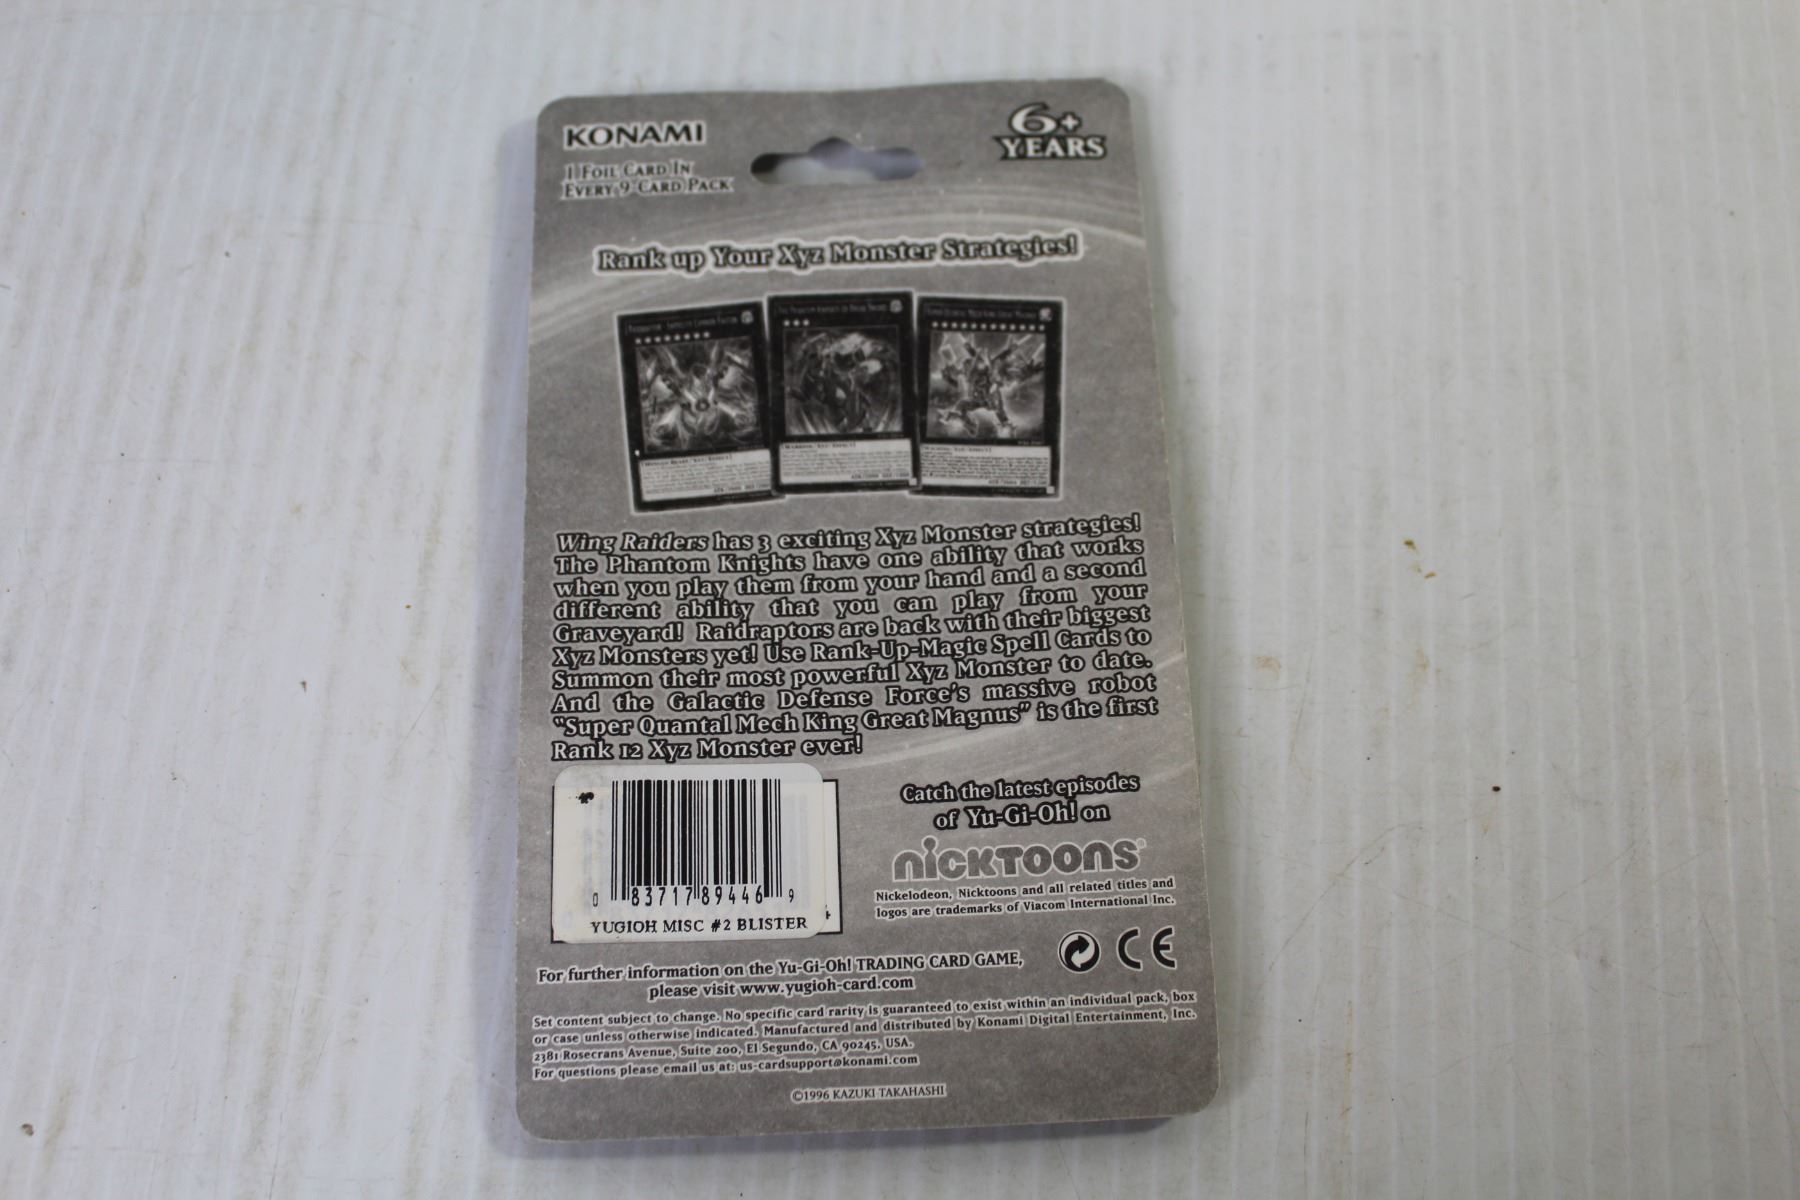 KONAMI
1 FOIL CARD IN
EVERY 9-CARD PACK
6+
YEARS
Rank up Your Xyz Monster Strategies!
Wing Raiders has 3 exciting Xyz Monster strategies!
The Phantom Knights have one ability that works
when you play them from your hand and a second
different ability that you can play from your
Graveyard! Raidraptors are back with their biggest
Xyz Monsters yet! Use Rank-Up-Magic Spell Cards to
Summon their most powerful Xyz Monster to date.
And the Galactic Defense Force's massive robot
"Super Quantal Mech King Great Magnus" is the first
Rank 12 Xyz Monster ever!
0 83717 89446 9
YUGIOH MISC #2 BLISTER
Catch the latest episodes
of Yu-Gi-Oh! on
nicktoons
Nickelodeon, Nicktoons and all related titles and
logos are trademarks of Viacom International Inc.
CE
For further information on the Yu-Gi-Oh! TRADING CARD GAME,
please visit www.yugioh-card.com
Set content subject to change. No specific card rarity is guaranteed to exist within an individual pack, box
or case unless otherwise indicated. Manufactured and distributed by Konami Digital Entertainment, Inc.
2381 Rosecrans Avenue, Suite 200, El Segundo, CA 90245, USA.
For questions please email us at: us-cardsupport@konami.com
©1996 KAZUKI TAKAHASHI